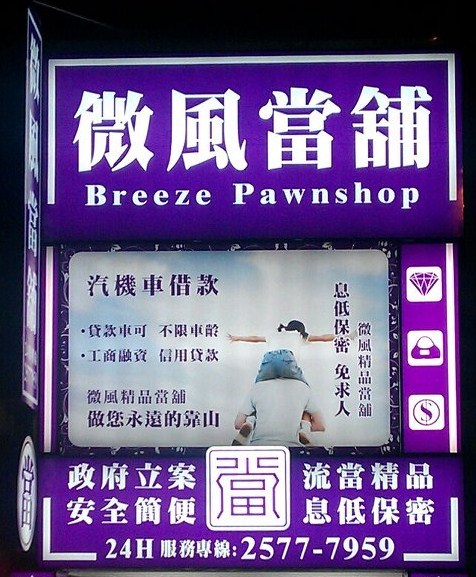 微風當舖
Breeze Pawnshop
汽機車借款
·貸款車可 不限車齡
·工商融資 信用貸款
微風精品當舖
做您永遠的靠山
息低保密 免求人
微風精品當舖
$
政府立案 當 流當精品
安全簡便 息低保密
24H服務專線:2577-7959
當